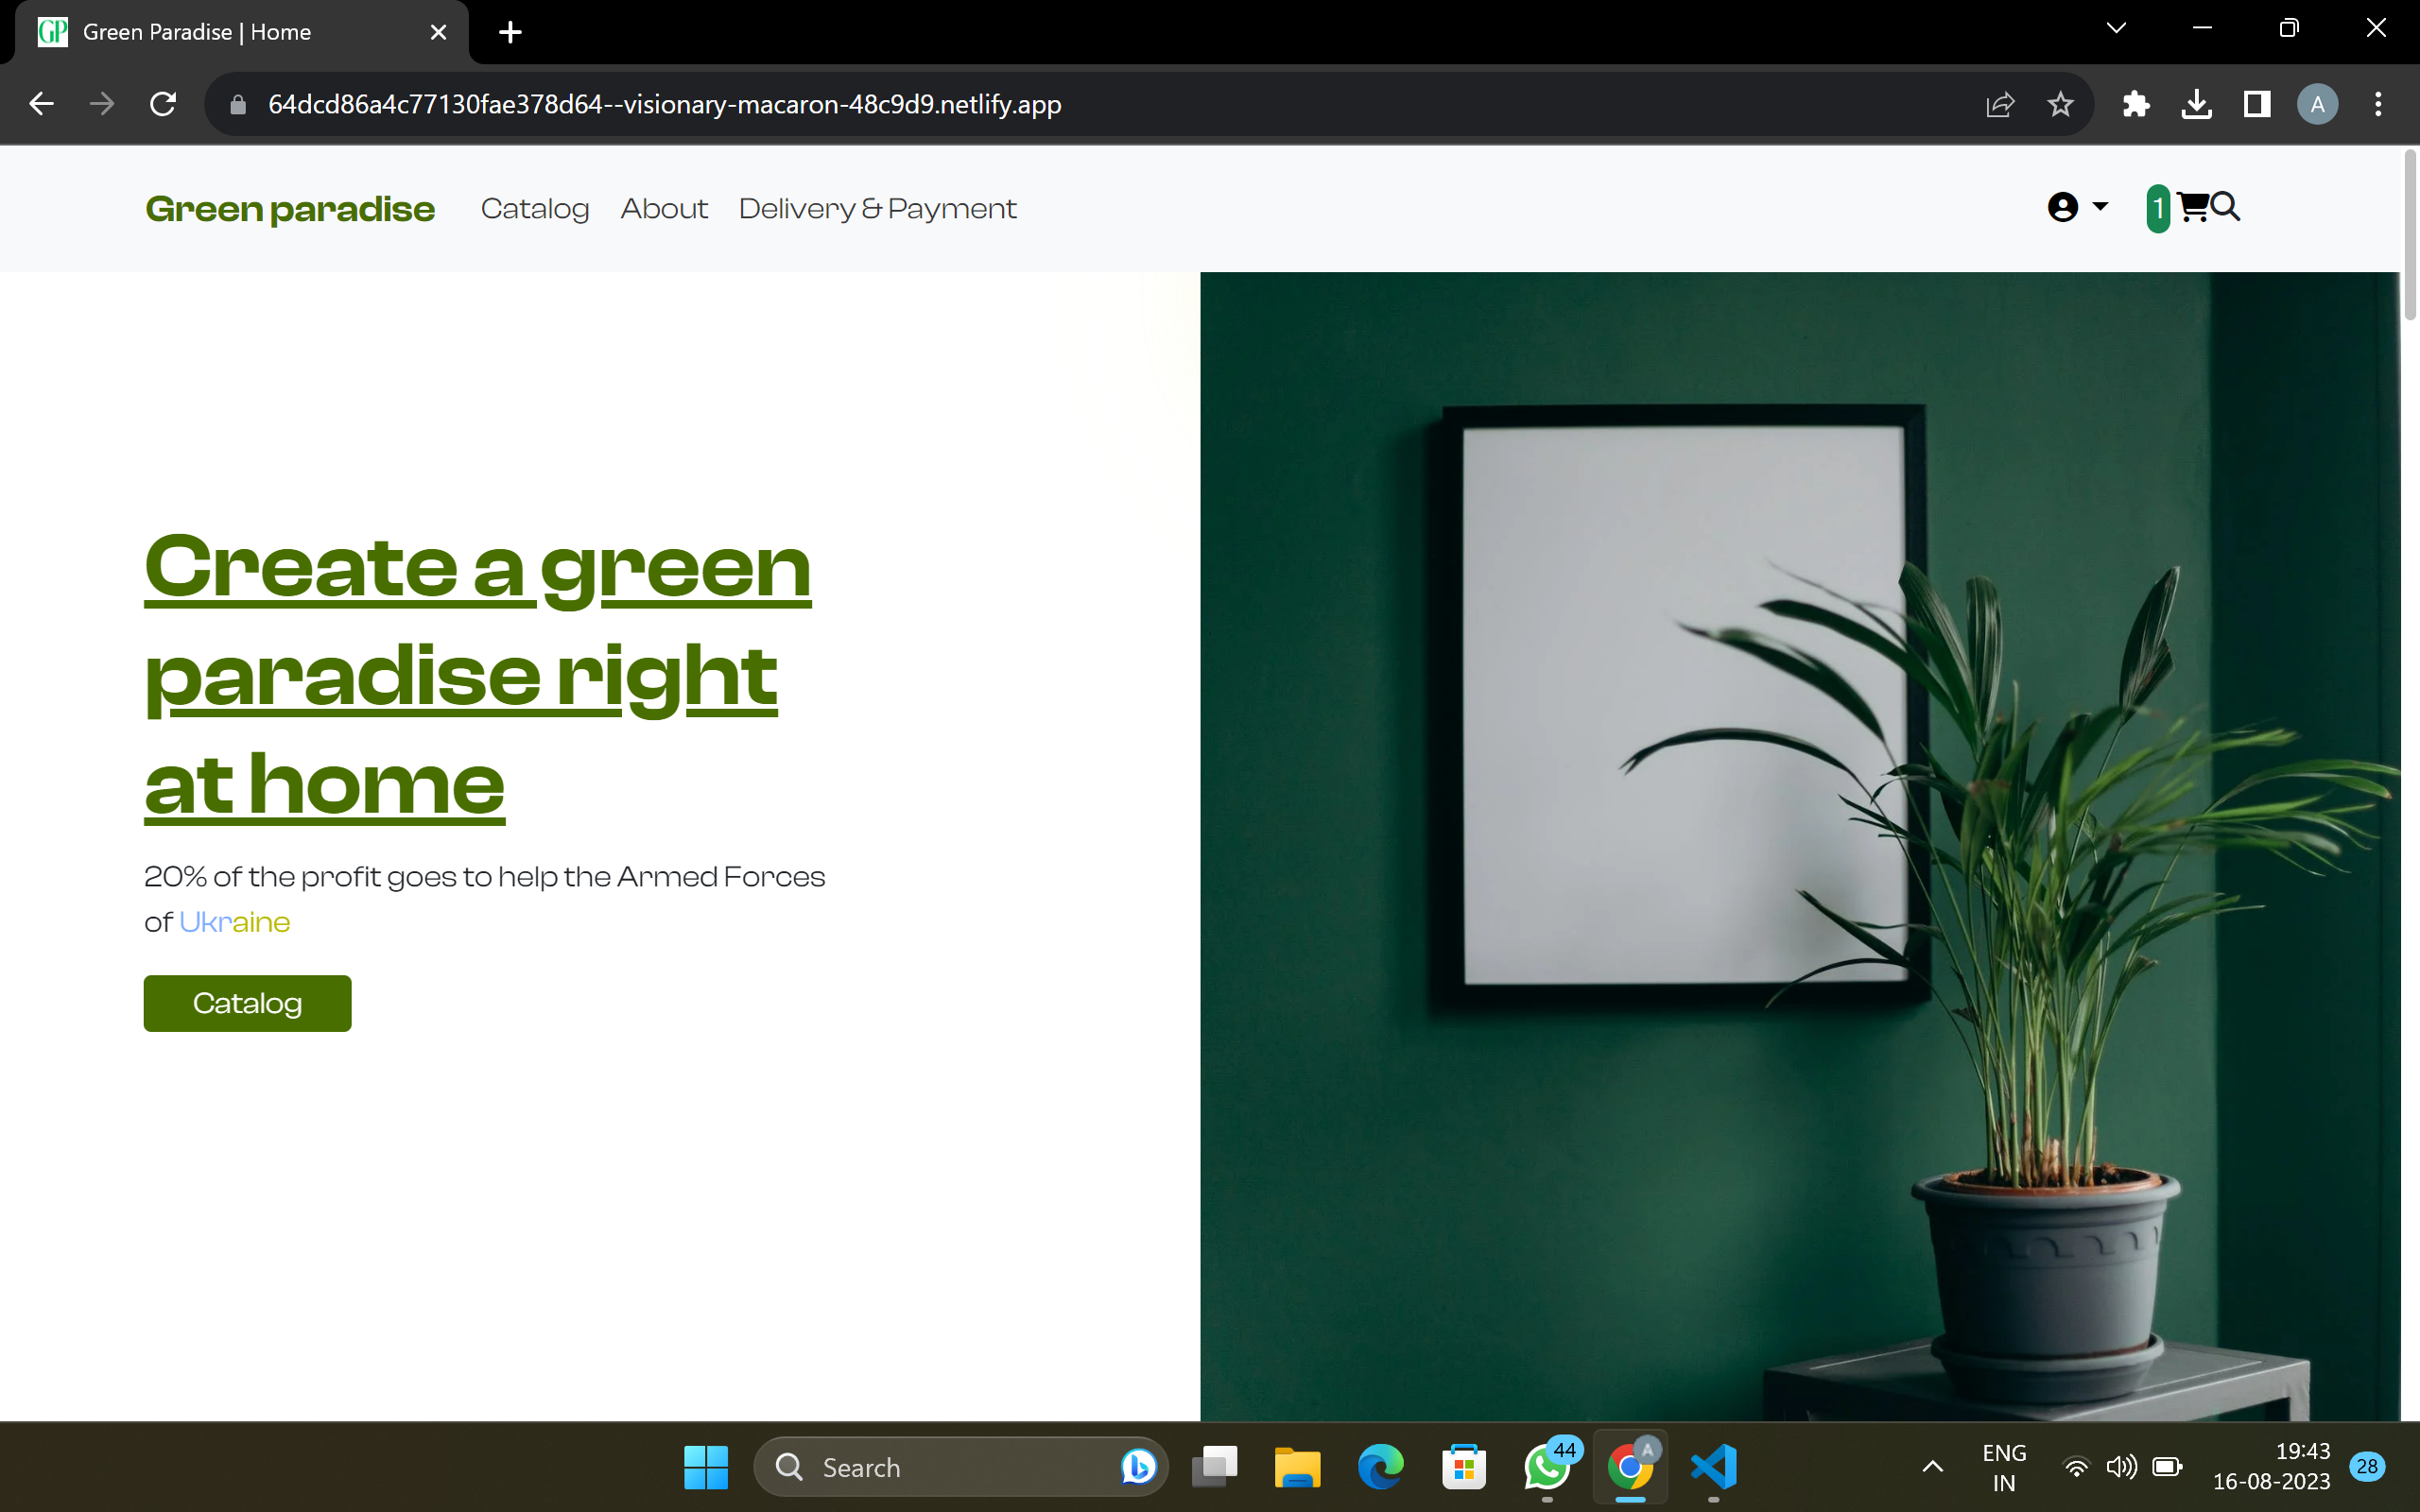 GP Green Paradise | Home
64dcd86a4c77130fae378d64--visionary-macaron-48c9d9.netlify.app
A
Green paradise Catalog About Delivery & Payment 1
Create a green
paradise right
at home
20% of the profit goes to help the Armed Forces
of Ukraine
Catalog
Search
44
A
ENG
IN
19:43
16-08-2023
28